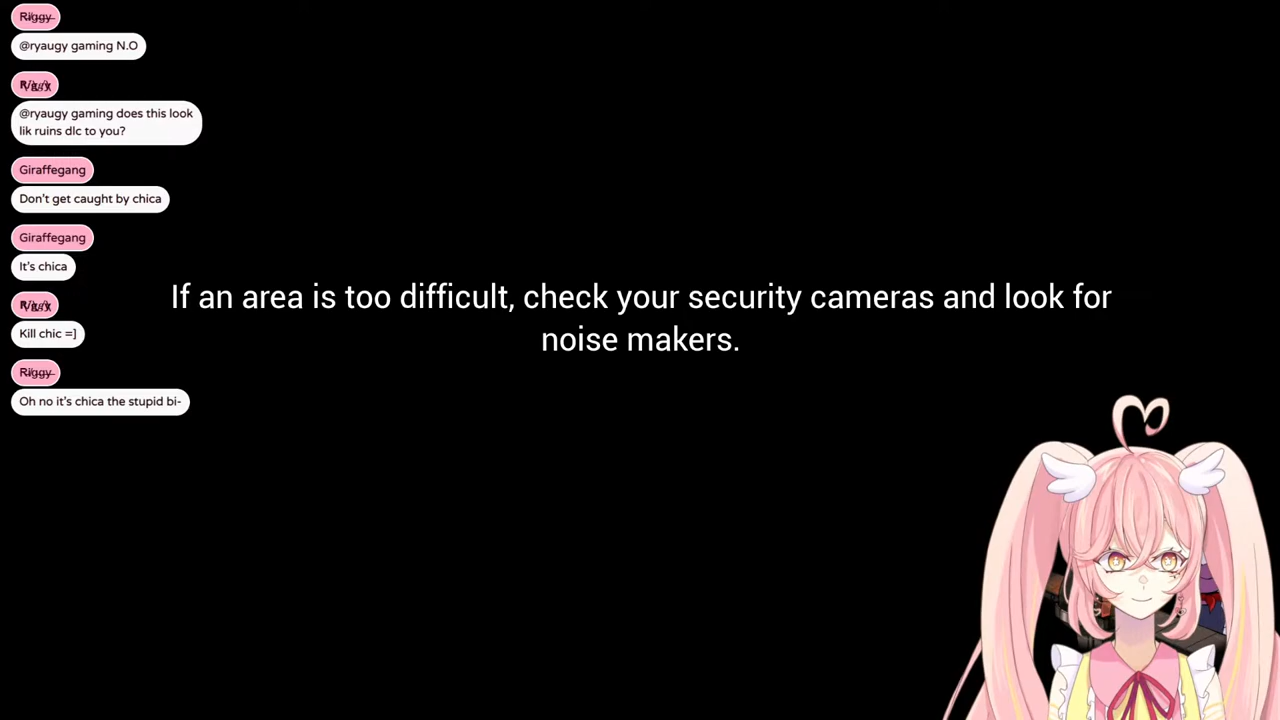 Riggy
@ryaugy gaming N.O
@ryaugy gaming does this look
lik ruins dlc to you?
Giraffegang
Don't get caught by chica
Giraffegang
It's chica
Kill chic =]
Riggy
Oh no it's chica the stupid bi-
If an area is too difficult, check your security cameras and look for
noise makers.